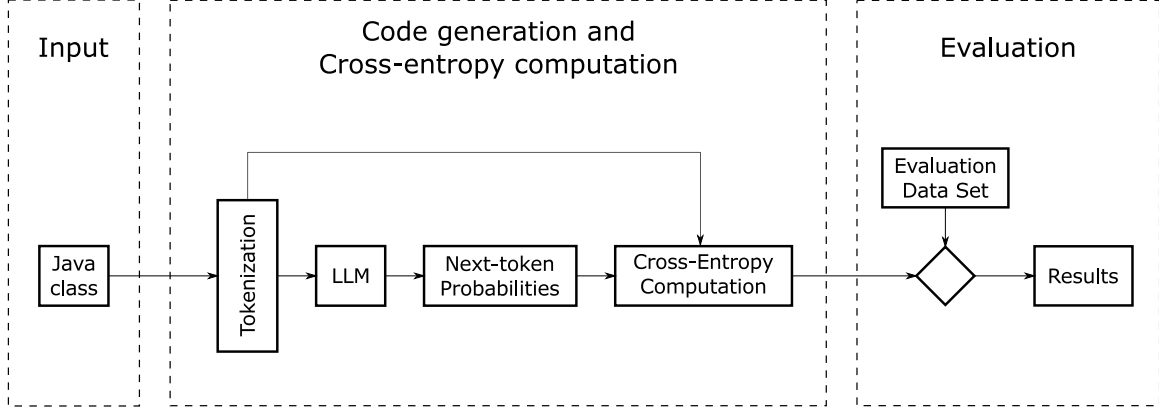 Input
Code generation and
Cross-entropy computation
Evaluation
Java
class
Tokenization
LLM
Next-token
Probabilities
Cross-Entropy
Computation
Evaluation
Data Set
Results